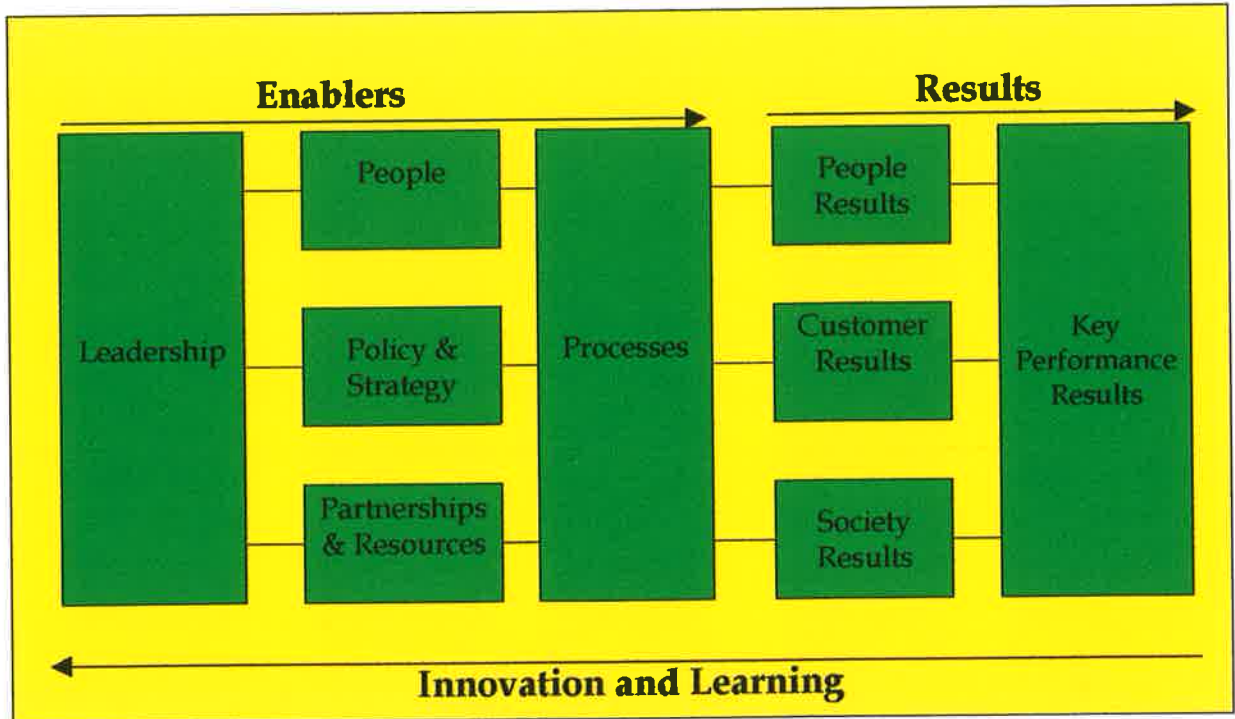 Enablers
Results
Leadership
People
Policy &
Strategy
Partnerships
& Resources
Processes
People
Results
Customer
Results
Society
Results
Key
Performance
Results
Innovation and Learning